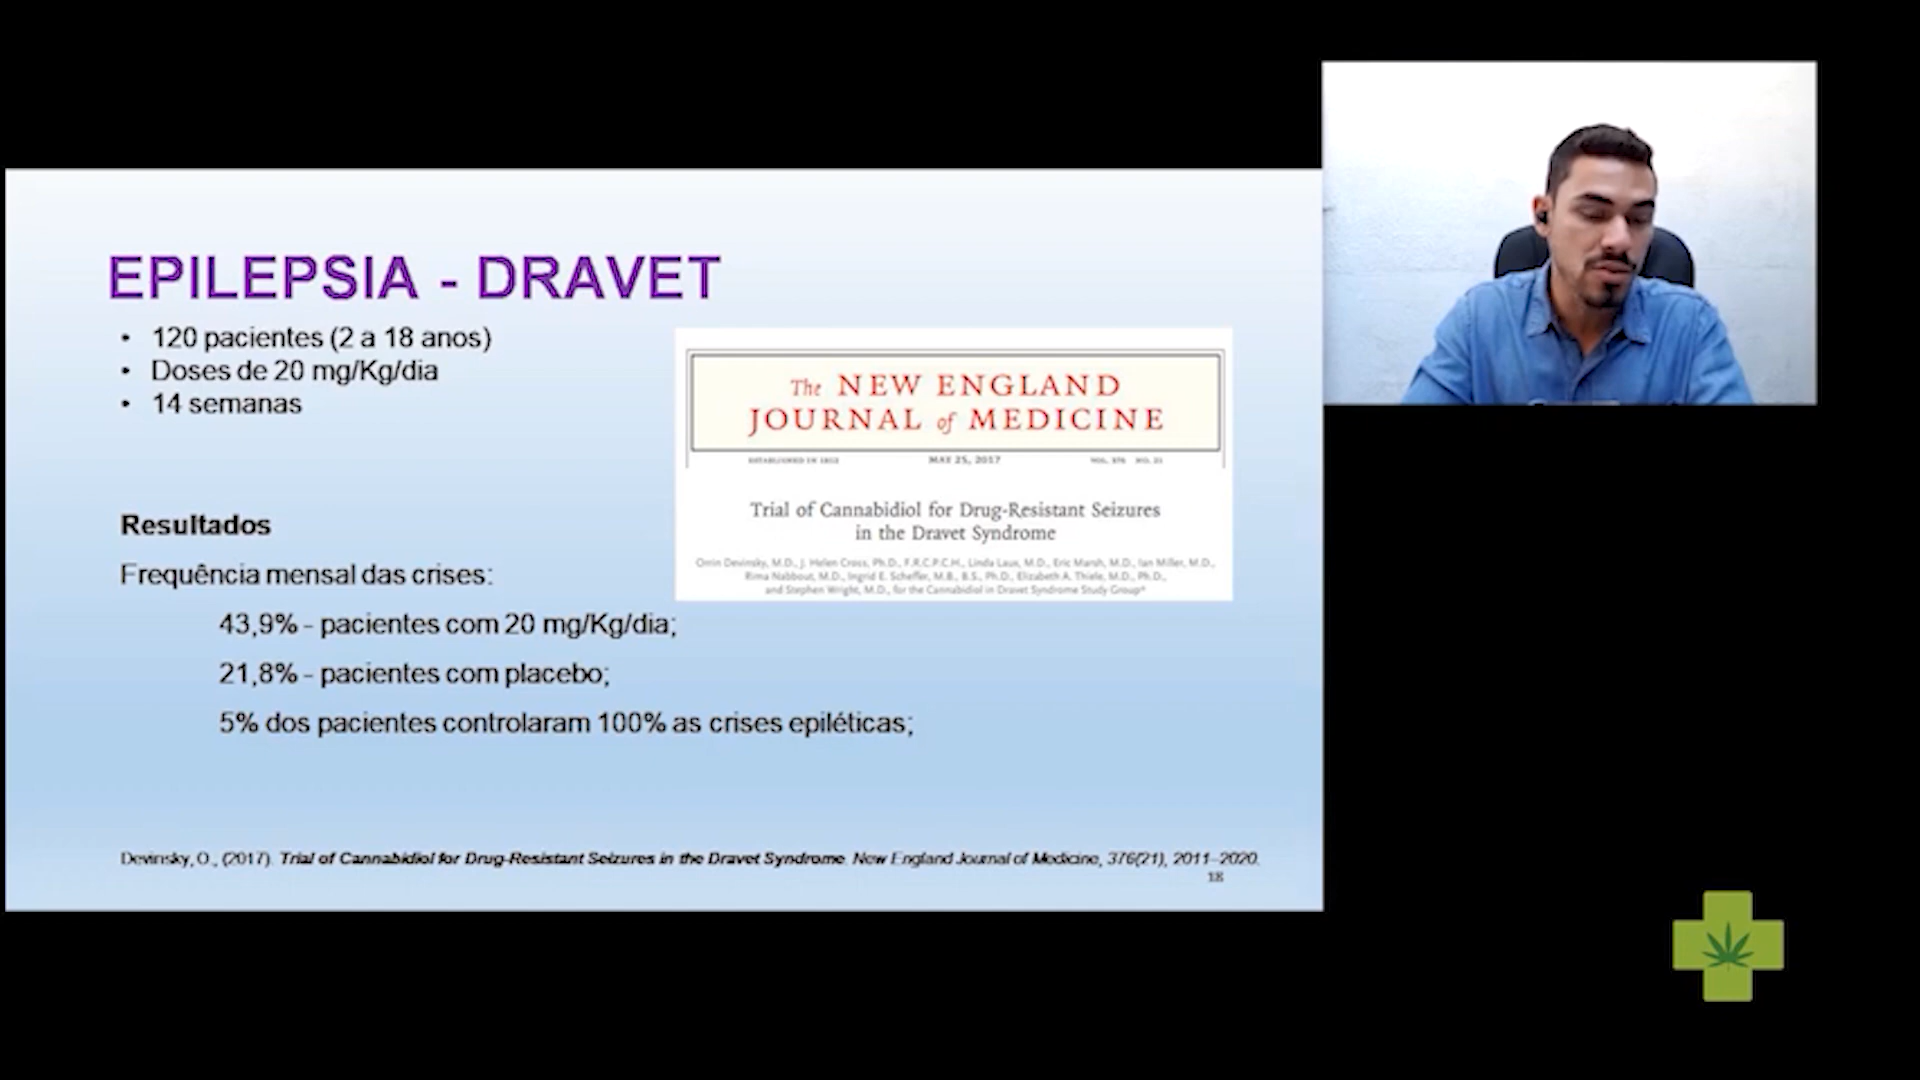 EPILEPSIA - DRAVET
• 120 pacientes (2 a 18 anos)
• Doses de 20 mg/Kg/dia
• 14 semanas
The NEW ENGLAND
JOURNAL of MEDICINE
ESTABLISHED IN 1812 MAY 25, 2017 VOL. 376 NO. 21
Trial of Cannabidiol for Drug-Resistant Seizures
in the Dravet Syndrome
Orrin Devinsky, M.D., J. Helen Cross, Ph.D., F.R.C.P.C.H., Linda Laux, M.D., Eric Marsh, M.D., Ian Miller, M.D.,
Rima Nabbout, M.D., Ingrid E. Scheffer, M.B., B.S., Ph.D., Elizabeth A. Thiele, M.D., Ph.D.,
and Stephen Wright, M.D., for the Cannabidiol in Dravet Syndrome Study Group*
Resultados
Frequência mensal das crises:
43,9% - pacientes com 20 mg/Kg/dia;
21,8% - pacientes com placebo;
5% dos pacientes controlaram 100% as crises epiléticas;
Devinsky, O., (2017). Trial of Cannabidiol for Drug-Resistant Seizures in the Dravet Syndrome. New England Journal of Medicine, 376(21), 2011–2020.
18